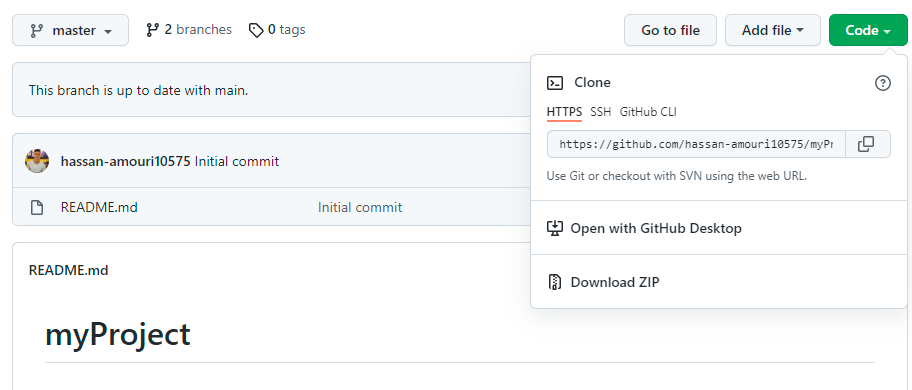 master 2 branches 0 tags Go to file Add file Code
This branch is up to date with main.
Clone
HTTPS SSH GitHub CLI
https://github.com/hassan-amouri10575/myPr
Use Git or checkout with SVN using the web URL.
Open with GitHub Desktop
Download ZIP
hassan-amouri10575 Initial commit
README.md Initial commit
README.md
myProject